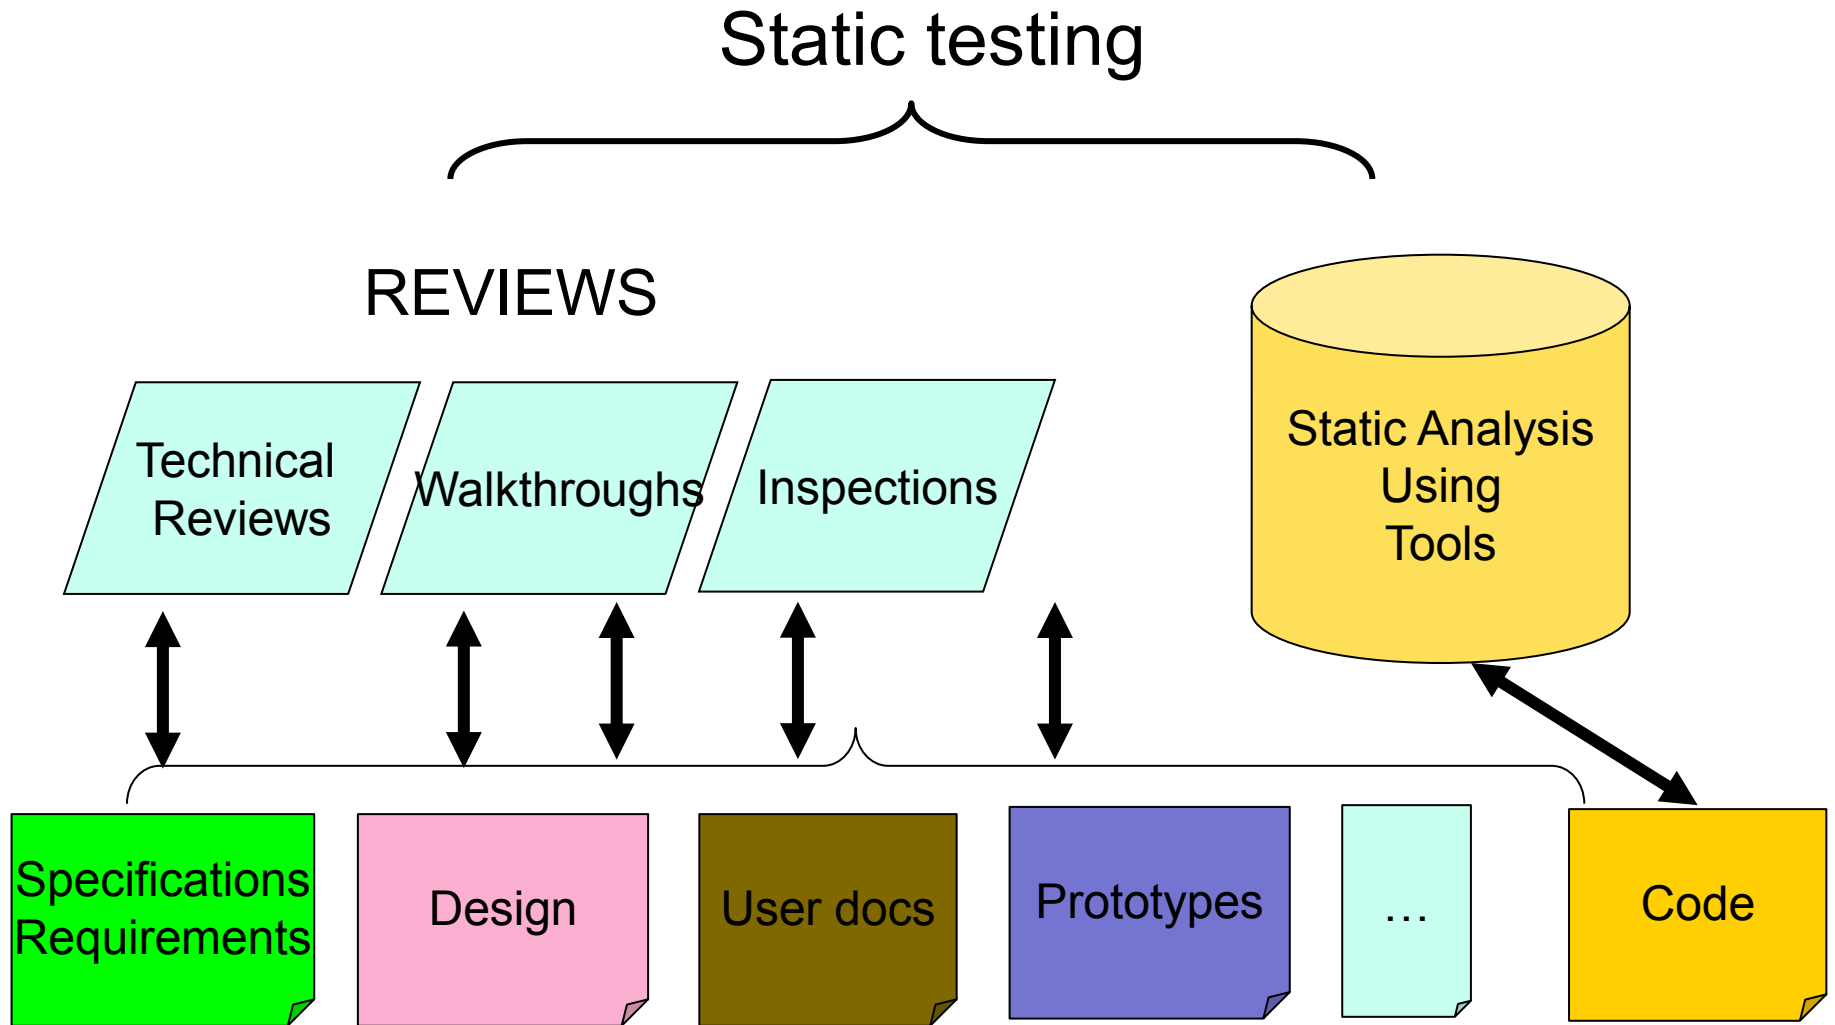 Static testing
REVIEWS
Technical
Reviews
Walkthroughs
Inspections
Static Analysis
Using
Tools
Specifications
Requirements
Design
User docs
Prototypes
…
Code